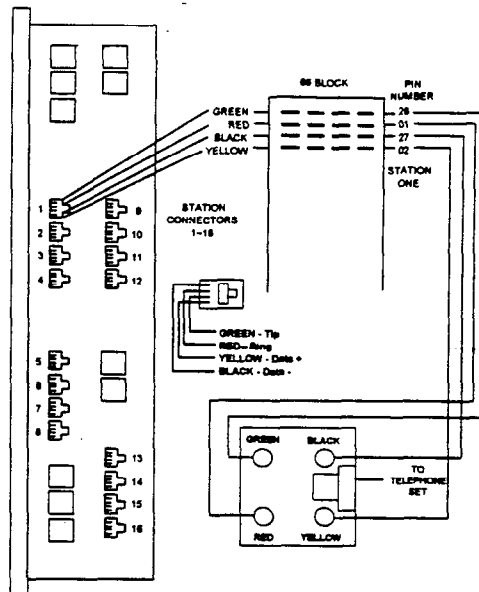 66 BLOCK
PIN
NUMBER
GREEN
26
RED
01
BLACK
27
YELLOW
02
STATION
ONE
STATION
CONNECTORS
1-16
1
2
3
4
9
10
11
12
GREEN - Tip
RED - Ring
YELLOW - Data +
BLACK - Data -
5
6
7
8
13
14
15
16
GREEN
BLACK
TO
TELEPHONE
SET
RED
YELLOW